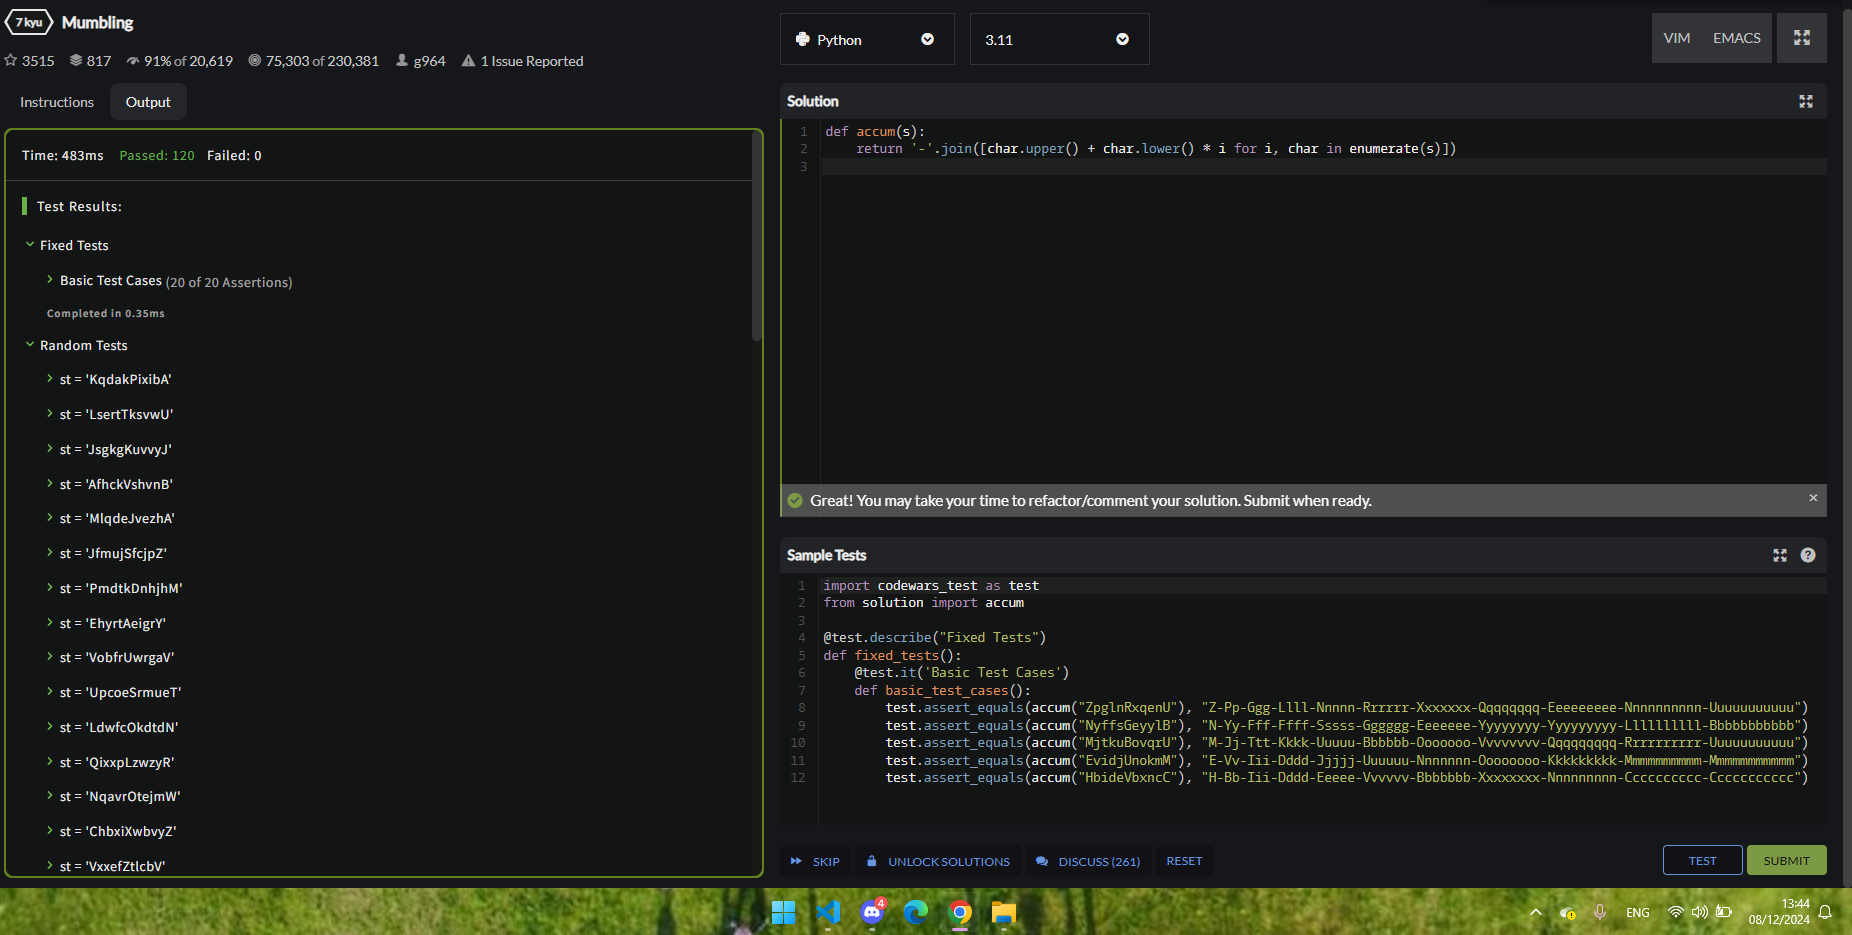 7 kyu Mumbling
3515 817 91% of 20,619 75,303 of 230,381 g964 1 Issue Reported
Instructions Output
Time: 483ms Passed: 120 Failed: 0
Test Results:
Fixed Tests
Basic Test Cases (20 of 20 Assertions)
Completed in 0.35ms
Random Tests
st = 'KqdakPixibA'
st = 'LsertTksvwU'
st = 'JsgkgKuvvyJ'
st = 'AfhckVshvnB'
st = 'MlqdeJvezhA'
st = 'JfmujSfcjpZ'
st = 'PmdtkDnhjhM'
st = 'EhyrtAeigrY'
st = 'VobfrUwrgaV'
st = 'UpcoeSrmueT'
st = 'LdwfcOkdtdN'
st = 'QixxpLzwzyR'
st = 'NqavrOtejmW'
st = 'ChbxiXwbvyZ'
st = 'VxxefZtlcbV'
Python 3.11 VIM EMACS
Solution
1 def accum(s):
2 return '-'.join([char.upper() + char.lower() * i for i, char in enumerate(s)])
3
Great! You may take your time to refactor/comment your solution. Submit when ready. ×
Sample Tests ?
1 import codewars_test as test
2 from solution import accum
3
4 @test.describe("Fixed Tests")
5 def fixed_tests():
6 @test.it('Basic Test Cases')
7 def basic_test_cases():
8 test.assert_equals(accum("ZpglnRxqenU"), "Z-Pp-Ggg-Llll-Nnnnn-Rrrrrr-Xxxxxxx-Qqqqqqqq-Eeeeeeeee-Nnnnnnnnnn-Uuuuuuuuuuu")
9 test.assert_equals(accum("NyffsGeyylB"), "N-Yy-Fff-Ffff-Sssss-Gggggg-Eeeeeee-Yyyyyyyy-Yyyyyyyyy-Llllllllll-Bbbbbbbbbbb")
10 test.assert_equals(accum("MjtkuBovqrU"), "M-Jj-Ttt-Kkkk-Uuuuu-Bbbbbb-Ooooooo-Vvvvvvvv-Qqqqqqqqq-Rrrrrrrrrr-Uuuuuuuuuuu")
11 test.assert_equals(accum("EvidjUnokmM"), "E-Vv-Iii-Dddd-Jjjjj-Uuuuuu-Nnnnnnn-Oooooooo-Kkkkkkkkk-Mmmmmmmmmm-Mmmmmmmmmmm")
12 test.assert_equals(accum("HbideVbxncC"), "H-Bb-Iii-Dddd-Eeeee-Vvvvvv-Bbbbbbb-Xxxxxxxx-Nnnnnnnnn-Cccccccccc-Ccccccccccc")
SKIP UNLOCK SOLUTIONS DISCUSS (261) RESET TEST SUBMIT
4 ENG 13:44
08/12/2024